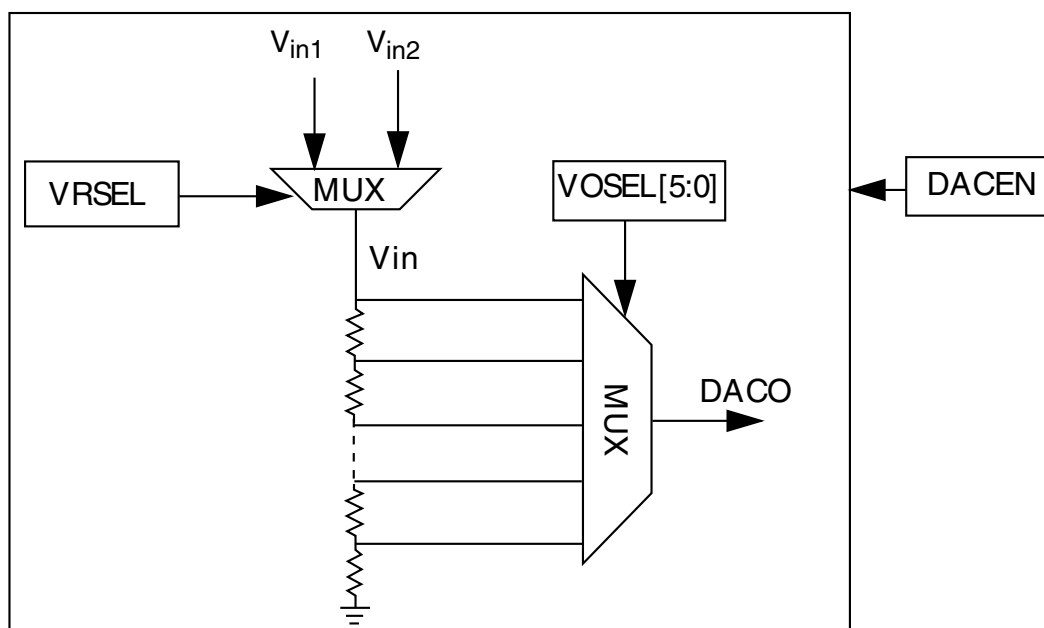 Vin1
Vin2
VRSEL
MUX
VOSEL[5:0]
DACEN
Vin
MUX
DACO